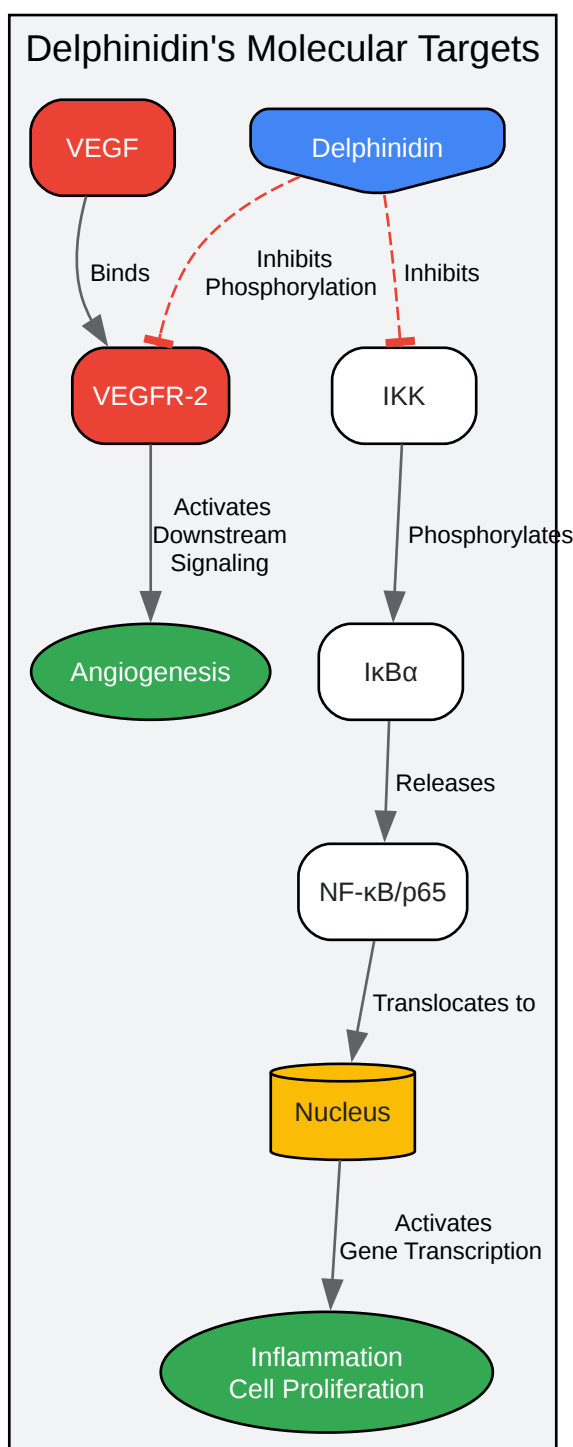 Delphinidin's Molecular Targets
VEGF
Delphinidin
Binds
Inhibits
Phosphorylation
Inhibits
VEGFR-2
IKK
Activates
Downstream
Signaling
Phosphorylates
Angiogenesis
IκBα
Releases
NF-κB/p65
Translocates to
Nucleus
Activates
Gene Transcription
Inflammation
Cell Proliferation